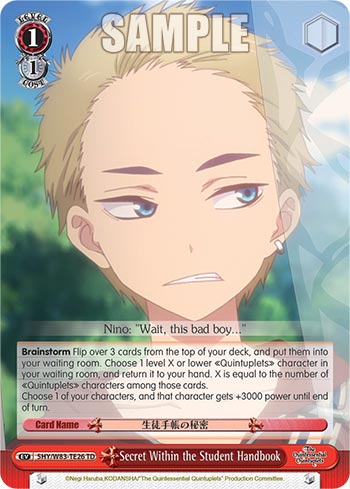 LEVEL
1
1
COST
SAMPLE
Nino: "Wait, this bad boy..."
Brainstorm Flip over 3 cards from the top of your deck, and put them into
your waiting room. Choose 1 level X or lower «Quintuplets» character in
your waiting room, and return it to your hand. X is equal to the number of
«Quintuplets» characters among those cards.
Choose 1 of your characters, and that character gets +3000 power until end
of turn.
Card Name 生徒手帳の秘密
EV 5HY/W83-TE26 TD Secret Within the Student Handbook
The Quintessential Quintuplets
©Negi Haruba,KODANSHA/"The Quintessential Quintuplets" Production Committee.